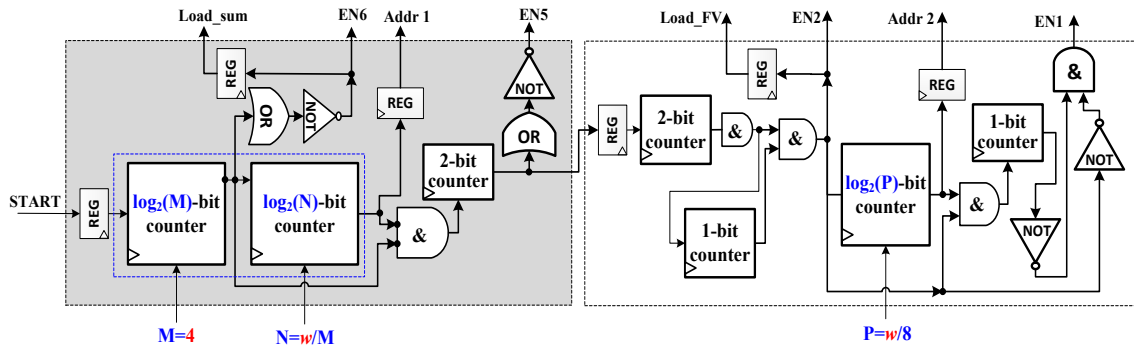 Load_sum EN6 Addr 1 EN5 Load_FV EN2 Addr 2 EN1
REG
OR
NOT
REG
NOT
OR
2-bit
counter
START
REG
log₂(M)-bit
counter
log₂(N)-bit
counter
&
M=4
N=w/M
REG
REG
2-bit
counter
&
&
1-bit
counter
log₂(P)-bit
counter
REG
&
1-bit
counter
NOT
&
NOT
P=w/8